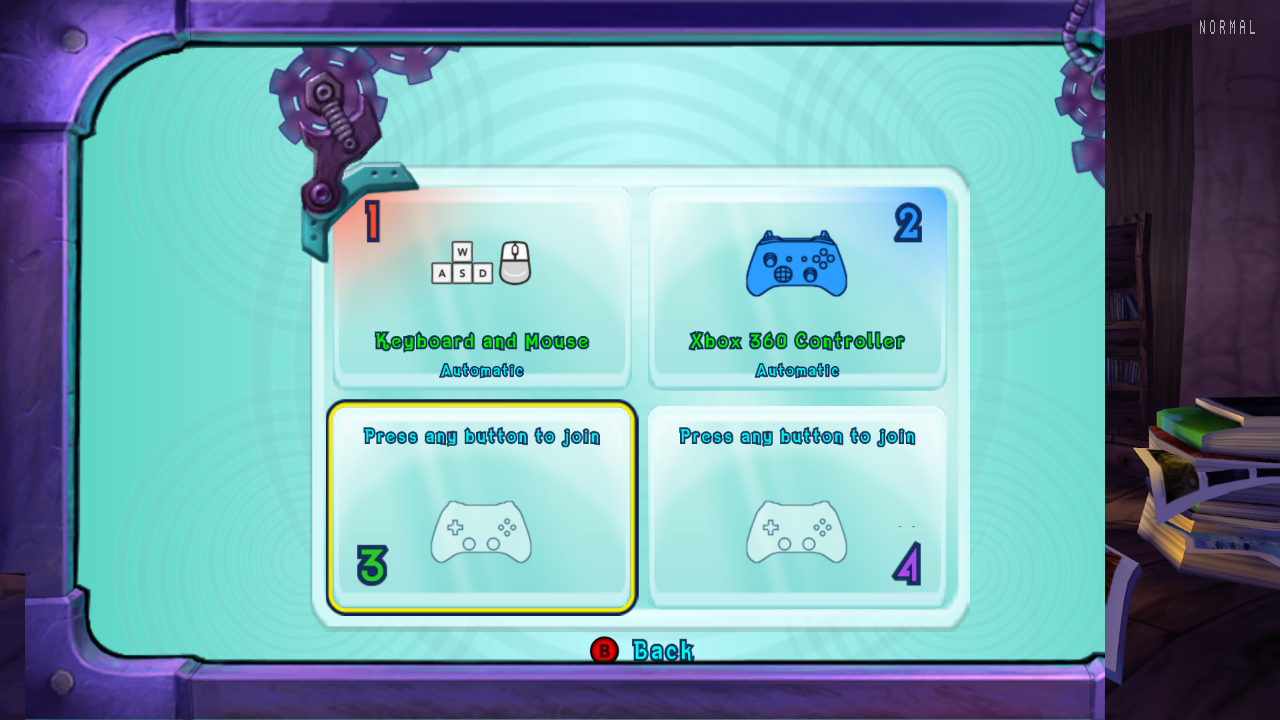 NORMAL
1
2
W
A S D
Keyboard and Mouse
Automatic
Xbox 360 Controller
Automatic
Press any button to join
3
Press any button to join
4
B Back